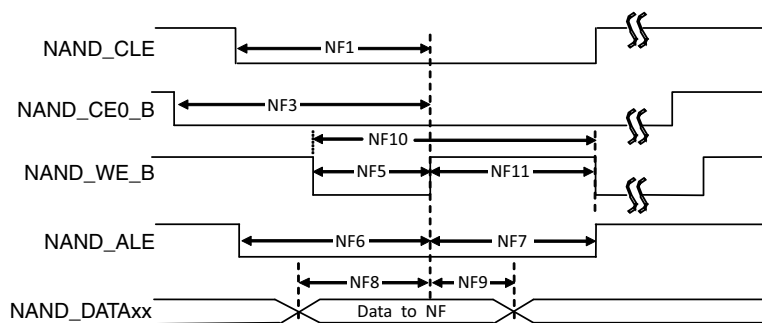 NAND_CLE
NF1
NAND_CE0_B
NF3
NF10
NAND_WE_B
NF5
NF11
NAND_ALE
NF6
NF7
NF8
NF9
NAND_DATAxx
Data to NF